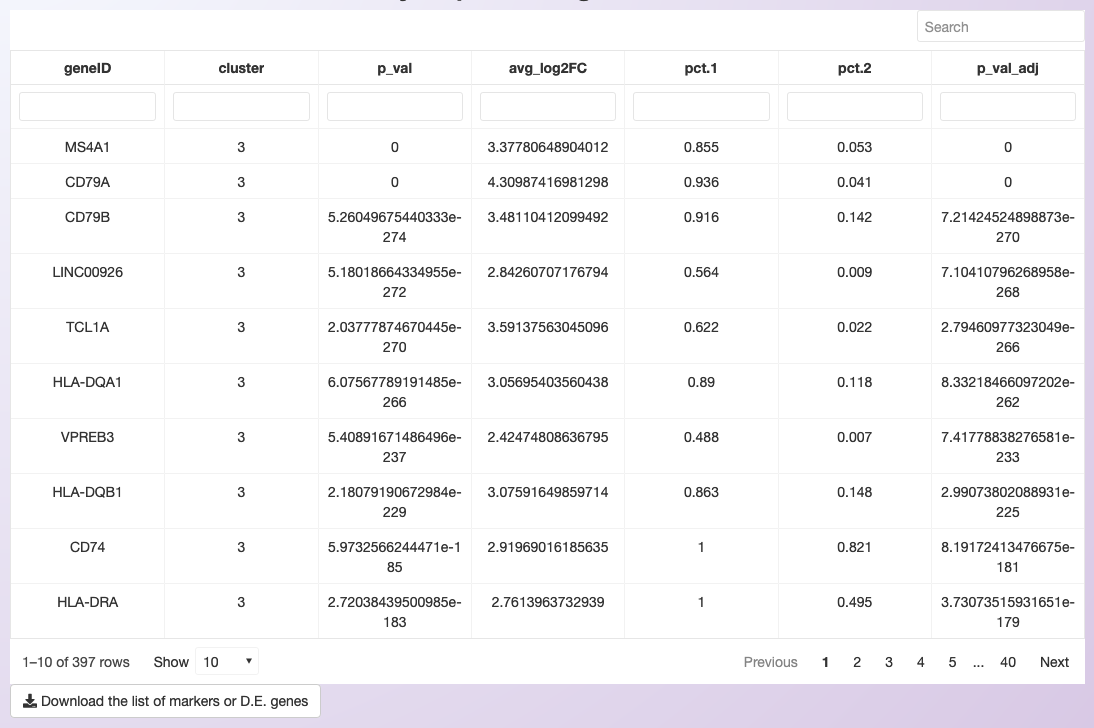 Search
geneID cluster p_val avg_log2FC pct.1 pct.2 p_val_adj
MS4A1 3 0 3.37780648904012 0.855 0.053 0
CD79A 3 0 4.30987416981298 0.936 0.041 0
CD79B 3 5.26049675440333e-274 3.48110412099492 0.916 0.142 7.21424524898873e-270
LINC00926 3 5.18018664334955e-272 2.84260707176794 0.564 0.009 7.10410796268958e-268
TCL1A 3 2.03777874670445e-270 3.59137563045096 0.622 0.022 2.79460977323049e-266
HLA-DQA1 3 6.07567789191485e-266 3.05695403560438 0.89 0.118 8.33218466097202e-262
VPREB3 3 5.40891671486496e-237 2.42474808636795 0.488 0.007 7.41778838276581e-233
HLA-DQB1 3 2.18079190672984e-229 3.07591649859714 0.863 0.148 2.99073802088931e-225
CD74 3 5.9732566244471e-185 2.91969016185635 1 0.821 8.19172413476675e-181
HLA-DRA 3 2.72038439500985e-183 2.7613963732939 1 0.495 3.73073515931651e-179
1–10 of 397 rows Show 10 Previous 1 2 3 4 5 ... 40 Next
Download the list of markers or D.E. genes